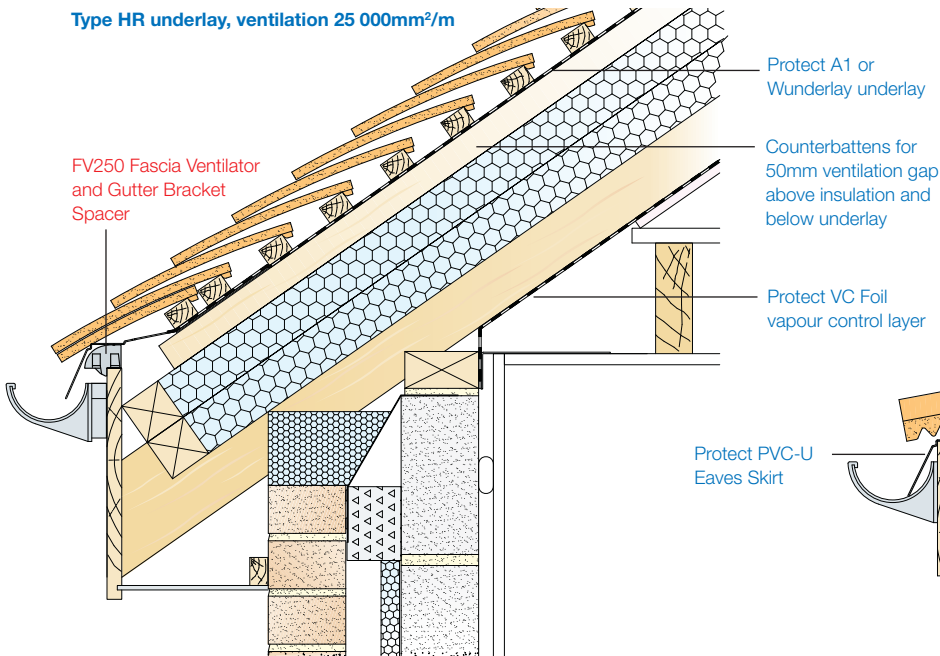 Type HR underlay, ventilation 25 000mm²/m
Protect A1 or
Wunderlay underlay
FV250 Fascia Ventilator
and Gutter Bracket
Spacer
Counterbattens for
50mm ventilation gap
above insulation and
below underlay
Protect VC Foil
vapour control layer
Protect PVC-U
Eaves Skirt